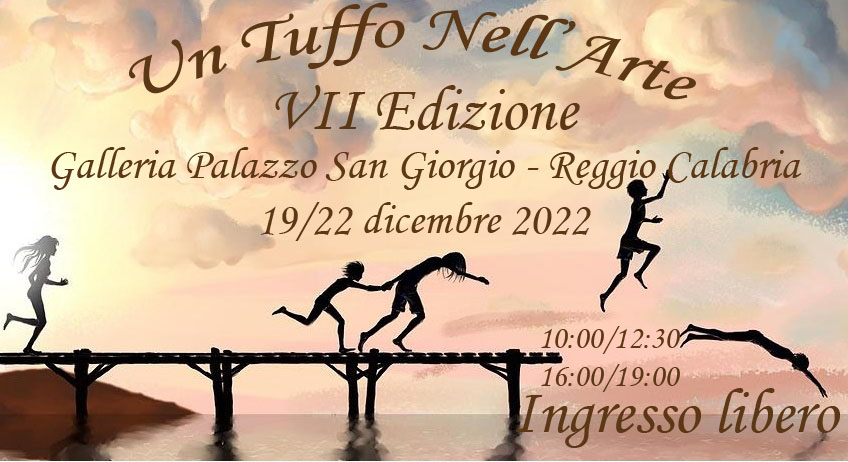 Un Tuffo Nell'Arte
VII Edizione
Galleria Palazzo San Giorgio - Reggio Calabria
19/22 dicembre 2022
10:00/12:30
16:00/19:00
Ingresso libero